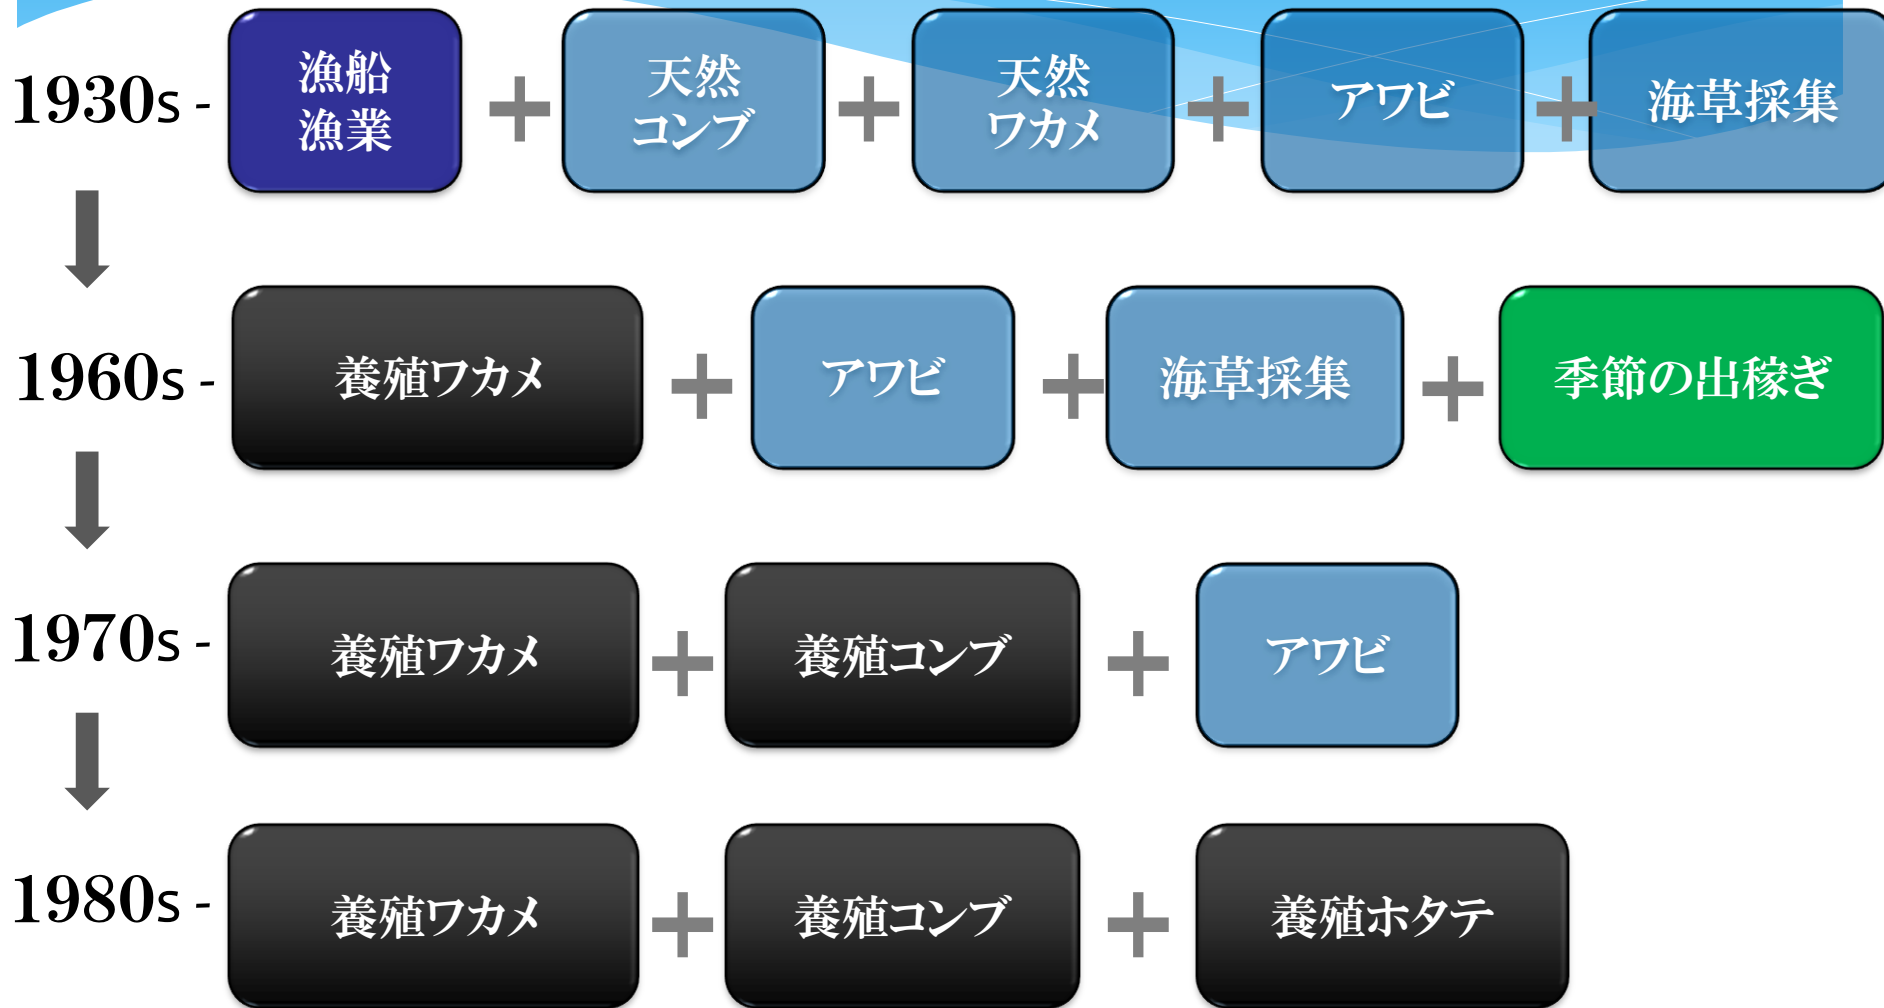 1930s -
漁船
漁業
+
天然
コンブ
+
天然
ワカメ
+
アワビ
+
海草採集
1960s -
養殖ワカメ
+
アワビ
+
海草採集
+
季節の出稼ぎ
1970s -
養殖ワカメ
+
養殖コンブ
+
アワビ
1980s -
養殖ワカメ
+
養殖コンブ
+
養殖ホタテ